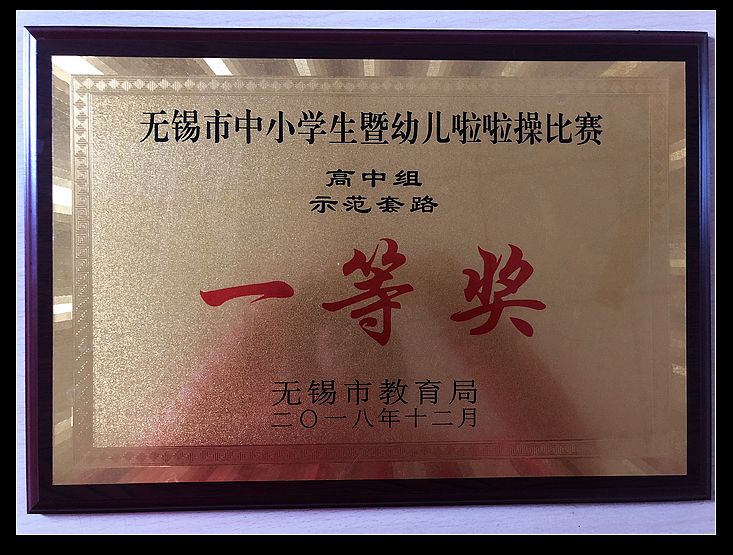 无锡市中小学生暨幼儿啦啦操比赛
高中组
示范套路
一等奖
无锡市教育局
二〇一八年十二月